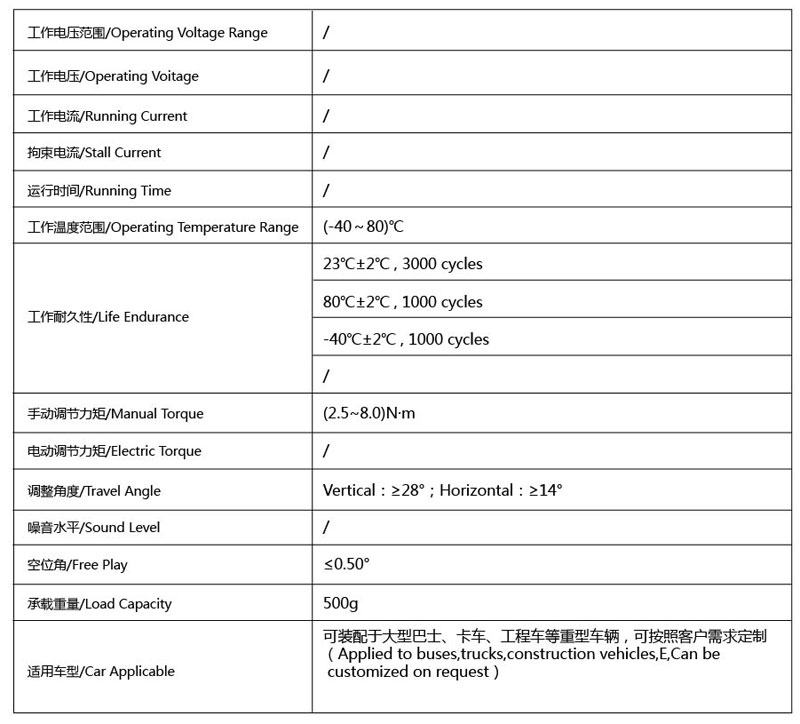 工作电压范围/Operating Voltage Range /
工作电压/Operating Voitage /
工作电流/Running Current /
拘束电流/Stall Current /
运行时间/Running Time /
工作温度范围/Operating Temperature Range (-40～80)℃
工作耐久性/Life Endurance
23℃±2℃ , 3000 cycles
80℃±2℃ , 1000 cycles
-40℃±2℃ , 1000 cycles
/
手动调节力矩/Manual Torque (2.5~8.0)N·m
电动调节力矩/Electric Torque /
调整角度/Travel Angle Vertical：≥28°；Horizontal：≥14°
噪音水平/Sound Level /
空位角/Free Play ≤0.50°
承载重量/Load Capacity 500g
适用车型/Car Applicable
可装配于大型巴士、卡车、工程车等重型车辆，可按照客户需求定制
（Applied to buses,trucks,construction vehicles,E,Can be
customized on request）